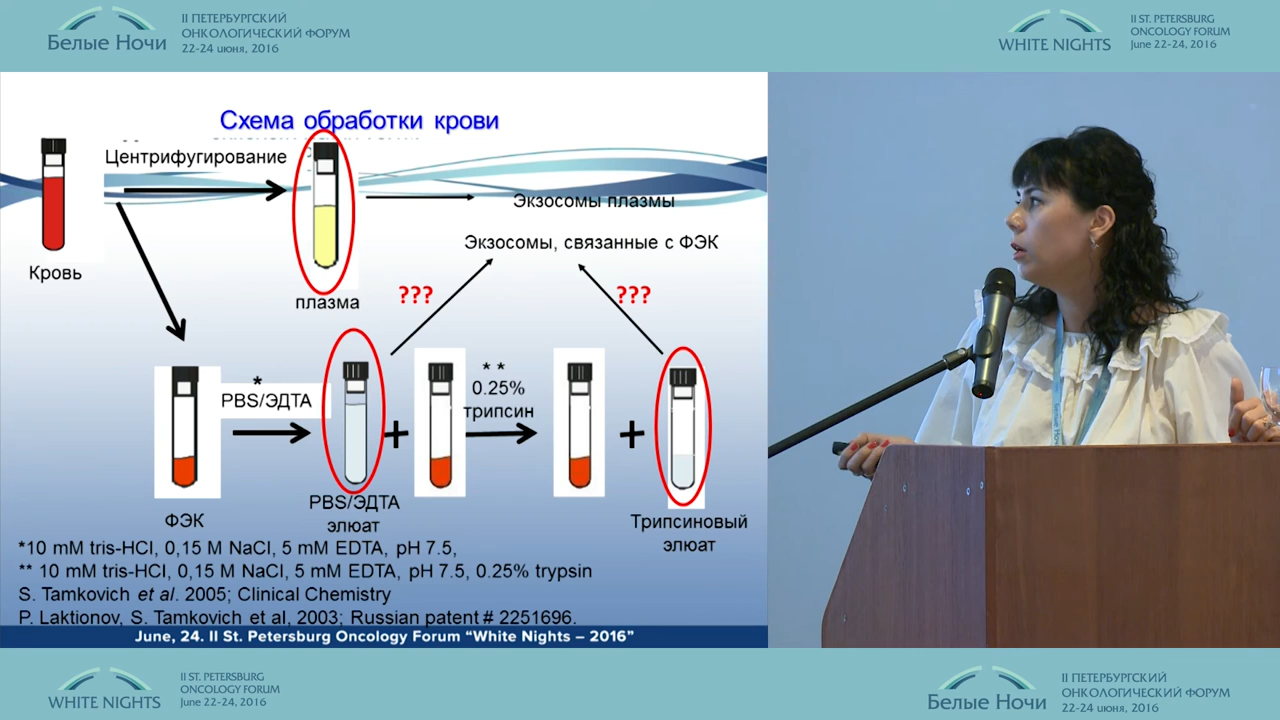 Белые Ночи
II ПЕТЕРБУРГСКИЙ
ОНКОЛОГИЧЕСКИЙ ФОРУМ
22-24 июня, 2016
WHITE NIGHTS
II ST. PETERSBURG
ONCOLOGY FORUM
June 22-24, 2016
Схема обработки крови
Центрифугирование
Экзосомы плазмы
Экзосомы, связанные с ФЭК
Кровь
плазма
???
???
*
PBS/ЭДТА
* *
0.25%
трипсин
+
+
ФЭК
PBS/ЭДТА
элюат
Трипсиновый
элюат
*10 mM tris-HCl, 0,15 M NaCl, 5 mM EDTA, pH 7.5,
** 10 mM tris-HCl, 0,15 M NaCl, 5 mM EDTA, pH 7.5, 0.25% trypsin
S. Tamkovich et al. 2005; Clinical Chemistry
P. Laktionov, S. Tamkovich et al, 2003; Russian patent # 2251696.
June, 24. II St. Petersburg Oncology Forum “White Nights – 2016”
WHITE NIGHTS
II ST. PETERSBURG
ONCOLOGY FORUM
June 22-24, 2016
Белые Ночи
II ПЕТЕРБУРГСКИЙ
ОНКОЛОГИЧЕСКИЙ ФОРУМ
22-24 июня, 2016